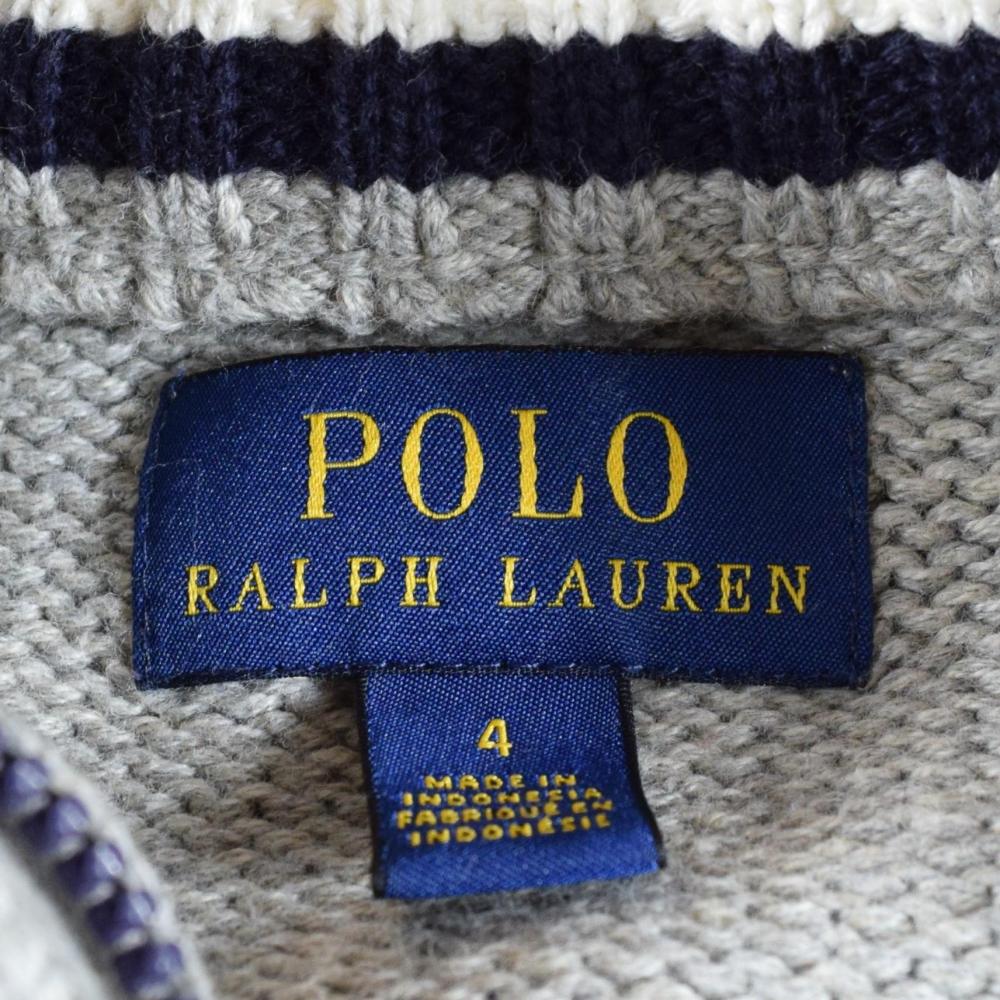 POLO
RALPH LAUREN
4
MADE IN
INDONESIA
FABRIQUÉ EN
INDONÉSIE